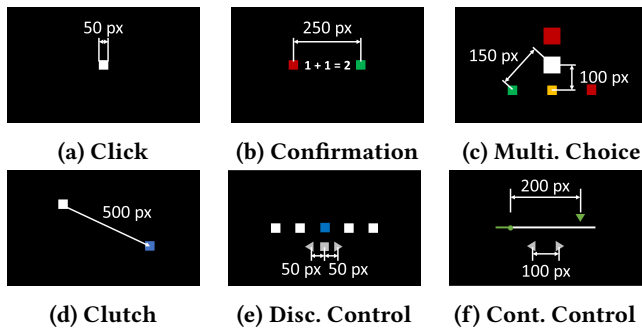 50 px
250 px
1 + 1 = 2
150 px
100 px
(a) Click
(b) Confirmation
(c) Multi. Choice
500 px
50 px
50 px
200 px
100 px
(d) Clutch
(e) Disc. Control
(f) Cont. Control